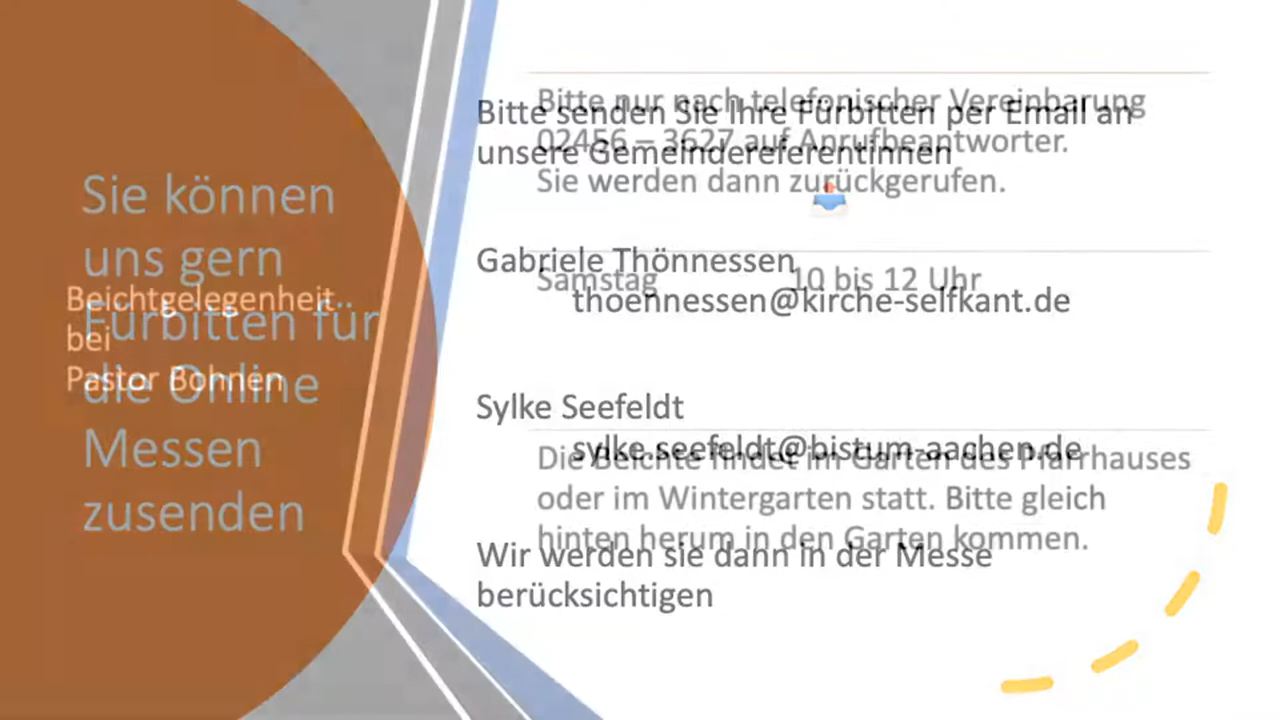 Sie können
uns gern
Fürbitten für
die Online
Messen
zusenden
Beichtgelegenheit
bei
Pastor Bohnen
Bitte senden Sie Ihre Fürbitten per Email an
unsere Gemeindereferentinnen
Gabriele Thönnessen
thoennessen@kirche-selfkant.de
Sylke Seefeldt
sylke.seefeldt@bistum-aachen.de
Wir werden sie dann in der Messe
berücksichtigen
Bitte nur nach telefonischer Vereinbarung
02456 – 3627 auf Anrufbeantworter.
Sie werden dann zurückgerufen.
Samstag 10 bis 12 Uhr
Die Beichte findet im Garten des Pfarrhauses
oder im Wintergarten statt. Bitte gleich
hinten herum in den Garten kommen.